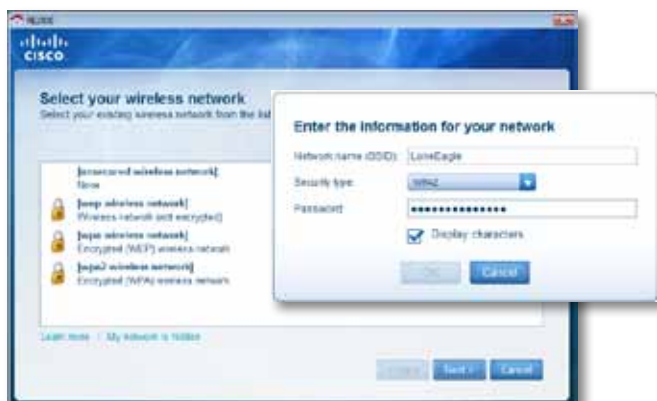 CISCO
Select your wireless network
Select your existing wireless network from the list
[unsecured wireless network]
None
[wep wireless network]
Wireless network (not encrypted)
[wpa wireless network]
Encrypted (WEP) wireless network
[wpa2 wireless network]
Encrypted (WPA) wireless network
Learn more | My network is hidden
Next >
Cancel
Enter the information for your network
Network name (SSID): LoneEagle
Security type: WPA2
Password: ••••••••••••••
Display characters
Cancel